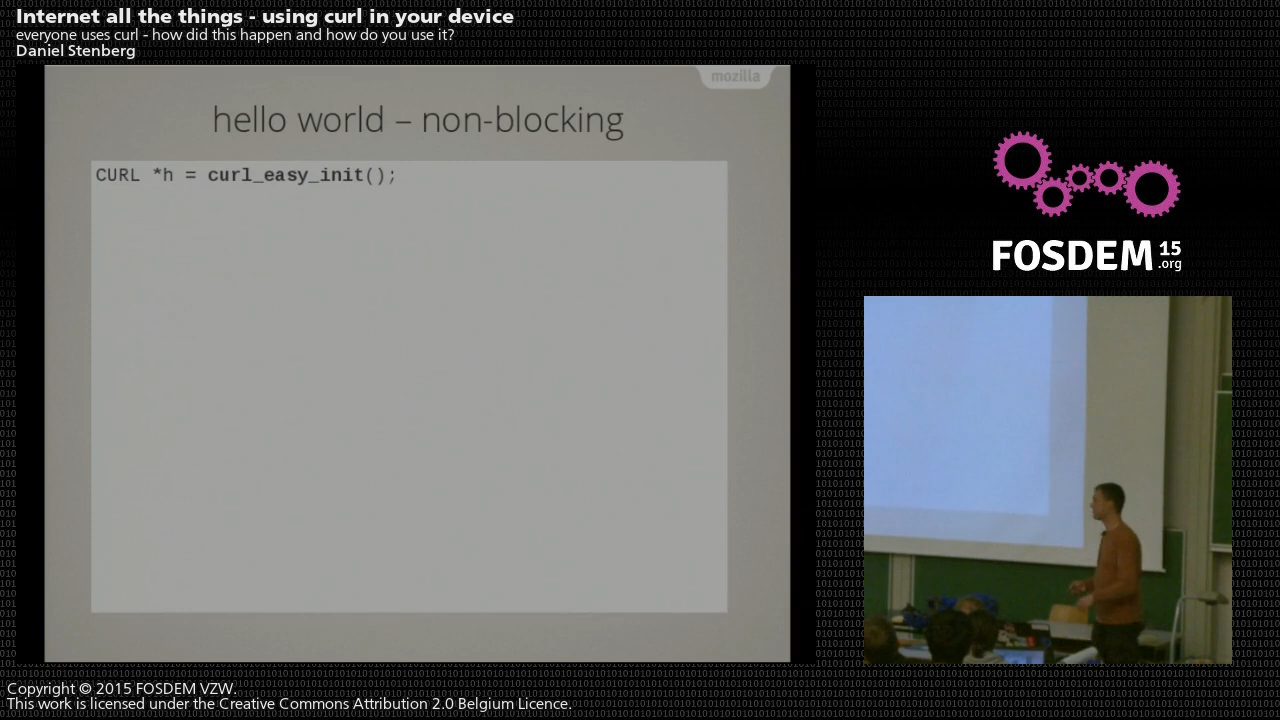 Internet all the things - using curl in your device
everyone uses curl - how did this happen and how do you use it?
Daniel Stenberg
mozilla
hello world – non-blocking
CURL *h = curl_easy_init();
FOSDEM 15
.org
Copyright © 2015 FOSDEM VZW.
This work is licensed under the Creative Commons Attribution 2.0 Belgium Licence.